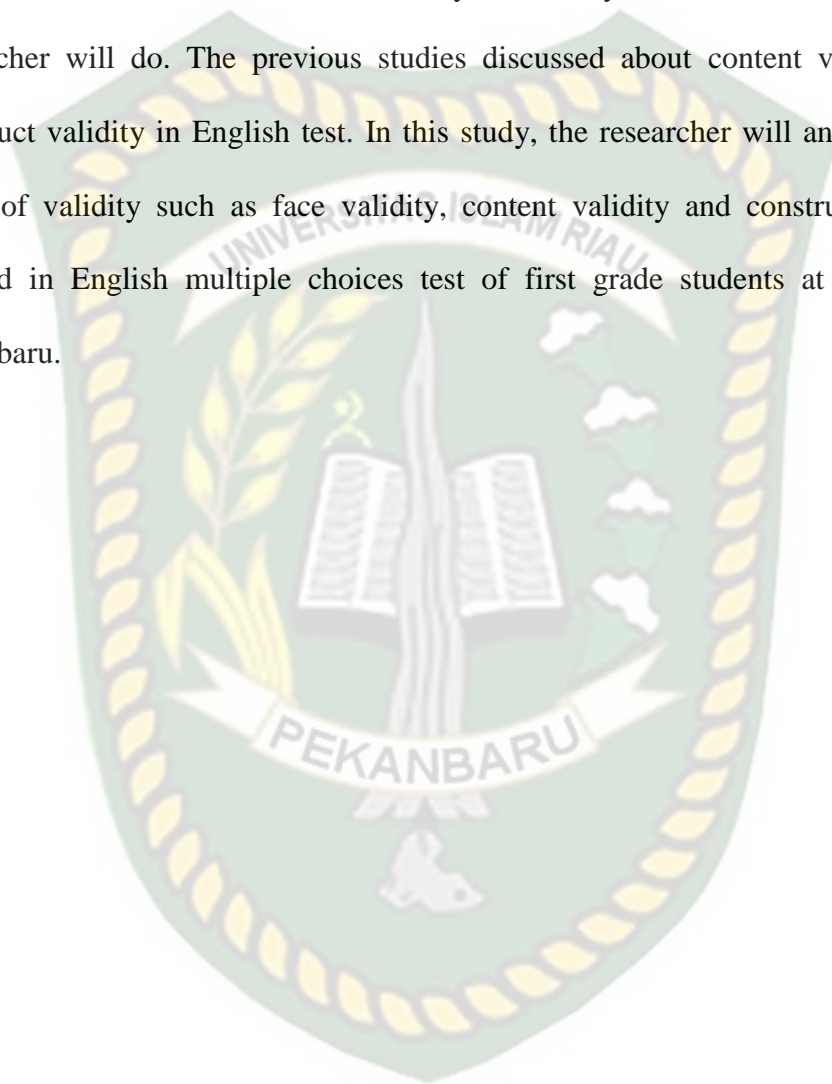 cher will do. The previous studies discussed about content v
uct validity in English test. In this study, the researcher will an
of validity such as face validity, content validity and constru
d in English multiple choices test of first grade students at
baru.
UNIVERSITAS ISLAM RIAU
PEKANBARU